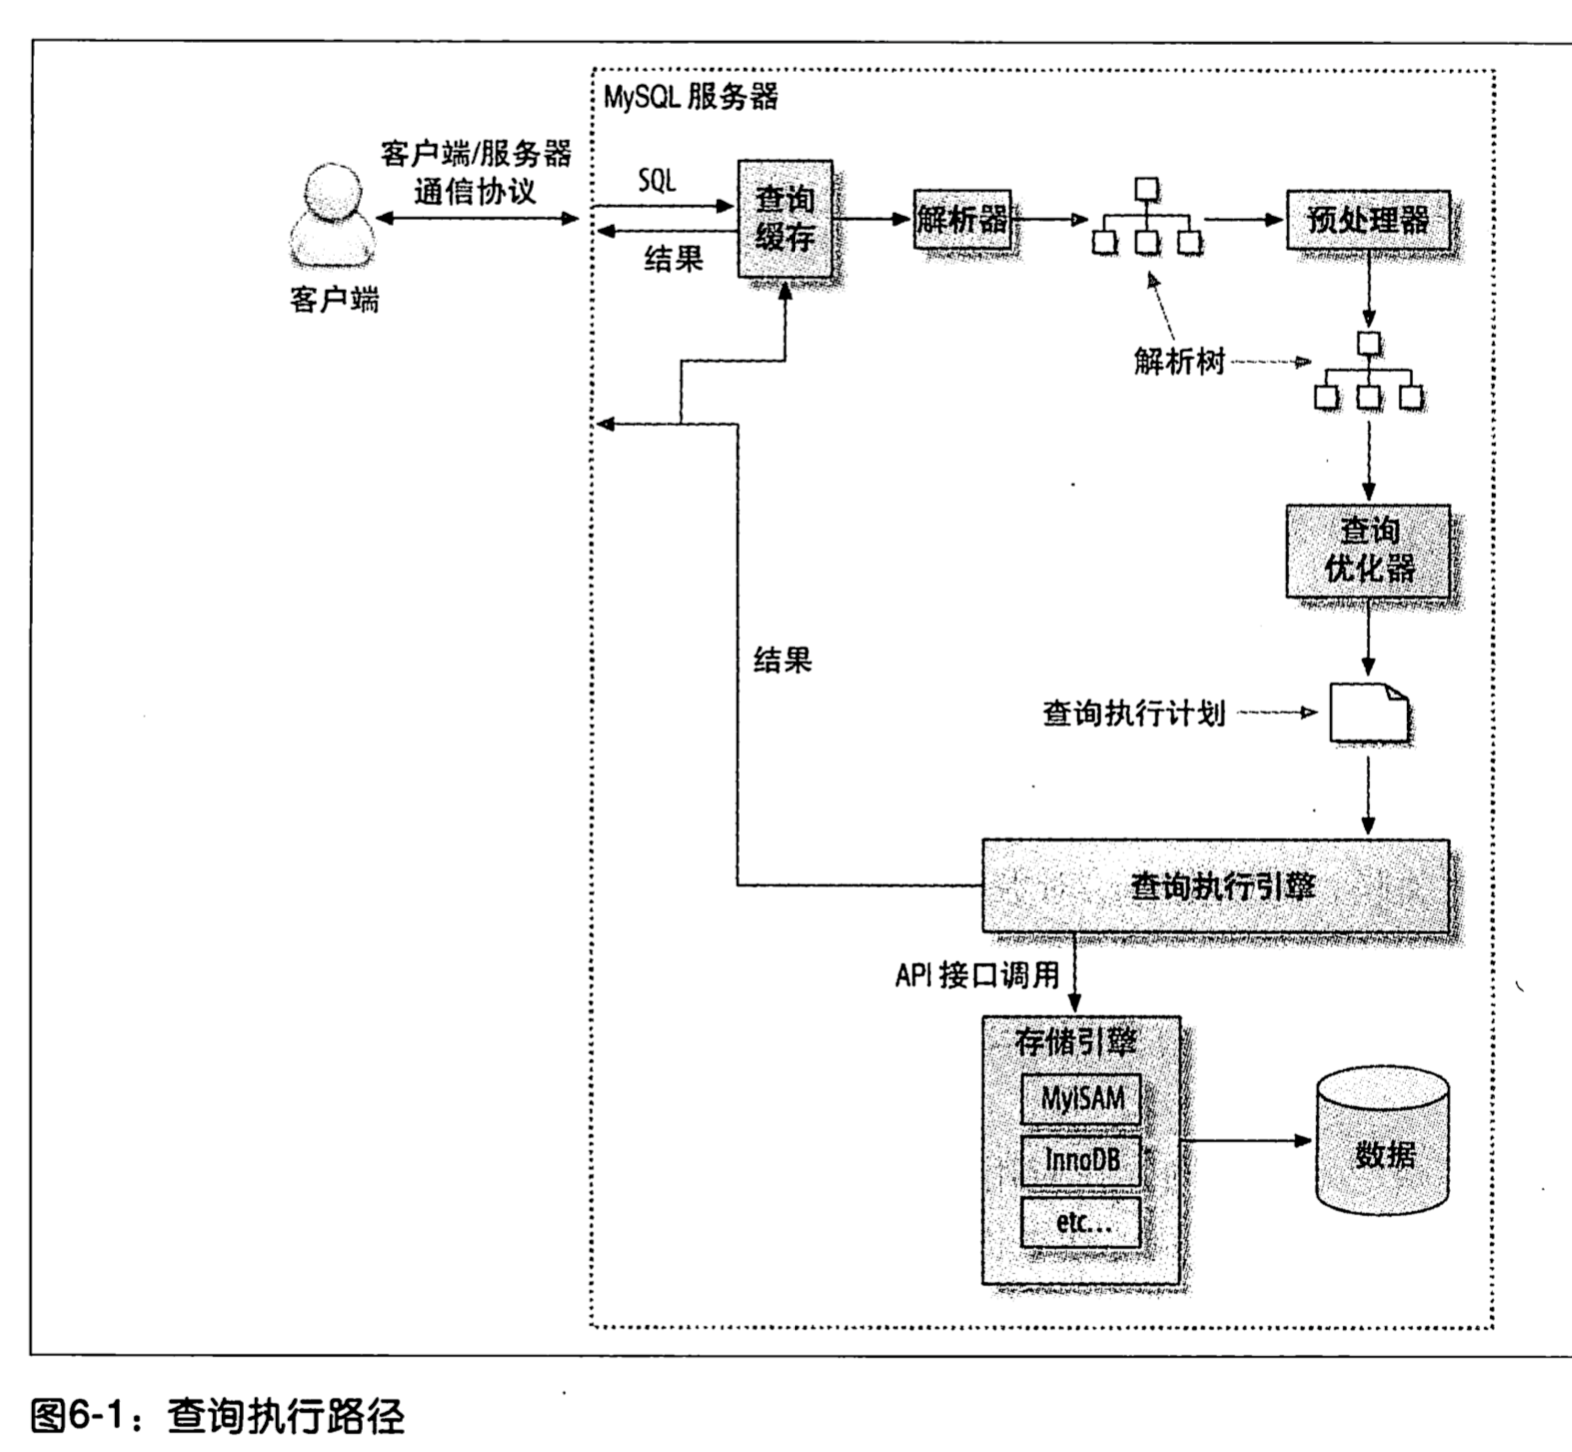 MySQL 服务器
客户端/服务器
通信协议
客户端
SQL
结果
查询
缓存
解析器
预处理器
解析树
查询
优化器
结果
查询执行计划
查询执行引擎
API 接口调用
存储引擎
MyISAM
InnoDB
etc...
数据
图6-1：查询执行路径